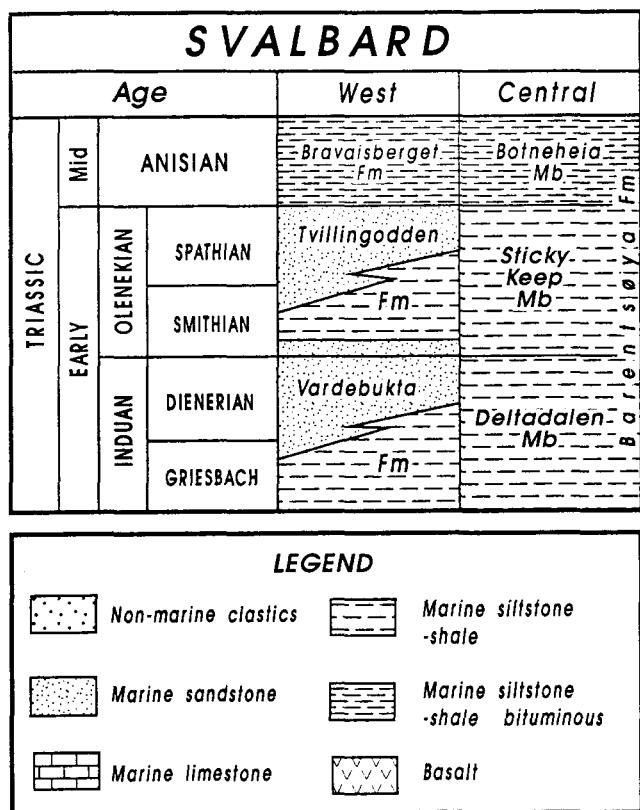 SVALBARD
Age
West
Central
TRIASSIC
Mid
ANISIAN
Bravaisberget
Fm
Botneheia
Mb
EARLY
OLENEKIAN
SPATHIAN
Tvillingodden
Fm
Sticky
Keep
Mb
SMITHIAN
INDUAN
DIENERIAN
Vardebukta
Fm
Deltadalen
Mb
GRIESBACH
Barentsøya Fm
LEGEND
Non-marine clastics
Marine siltstone
-shale
Marine sandstone
Marine siltstone
-shale bituminous
Marine limestone
Basalt